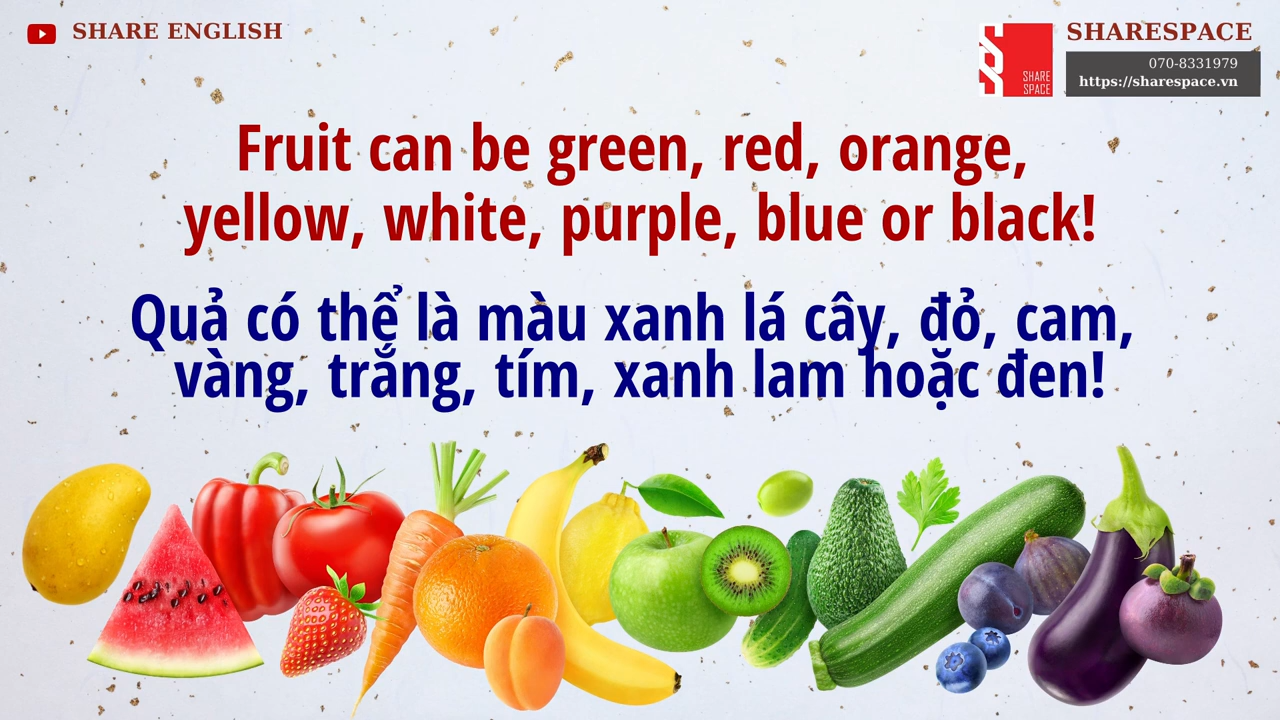 SHARE ENGLISH
SHARE
SPACE
SHARESPACE
070-8331979
https://sharespace.vn
Fruit can be green, red, orange,
yellow, white, purple, blue or black!
Quả có thể là màu xanh lá cây, đỏ, cam,
vàng, trắng, tím, xanh lam hoặc đen!